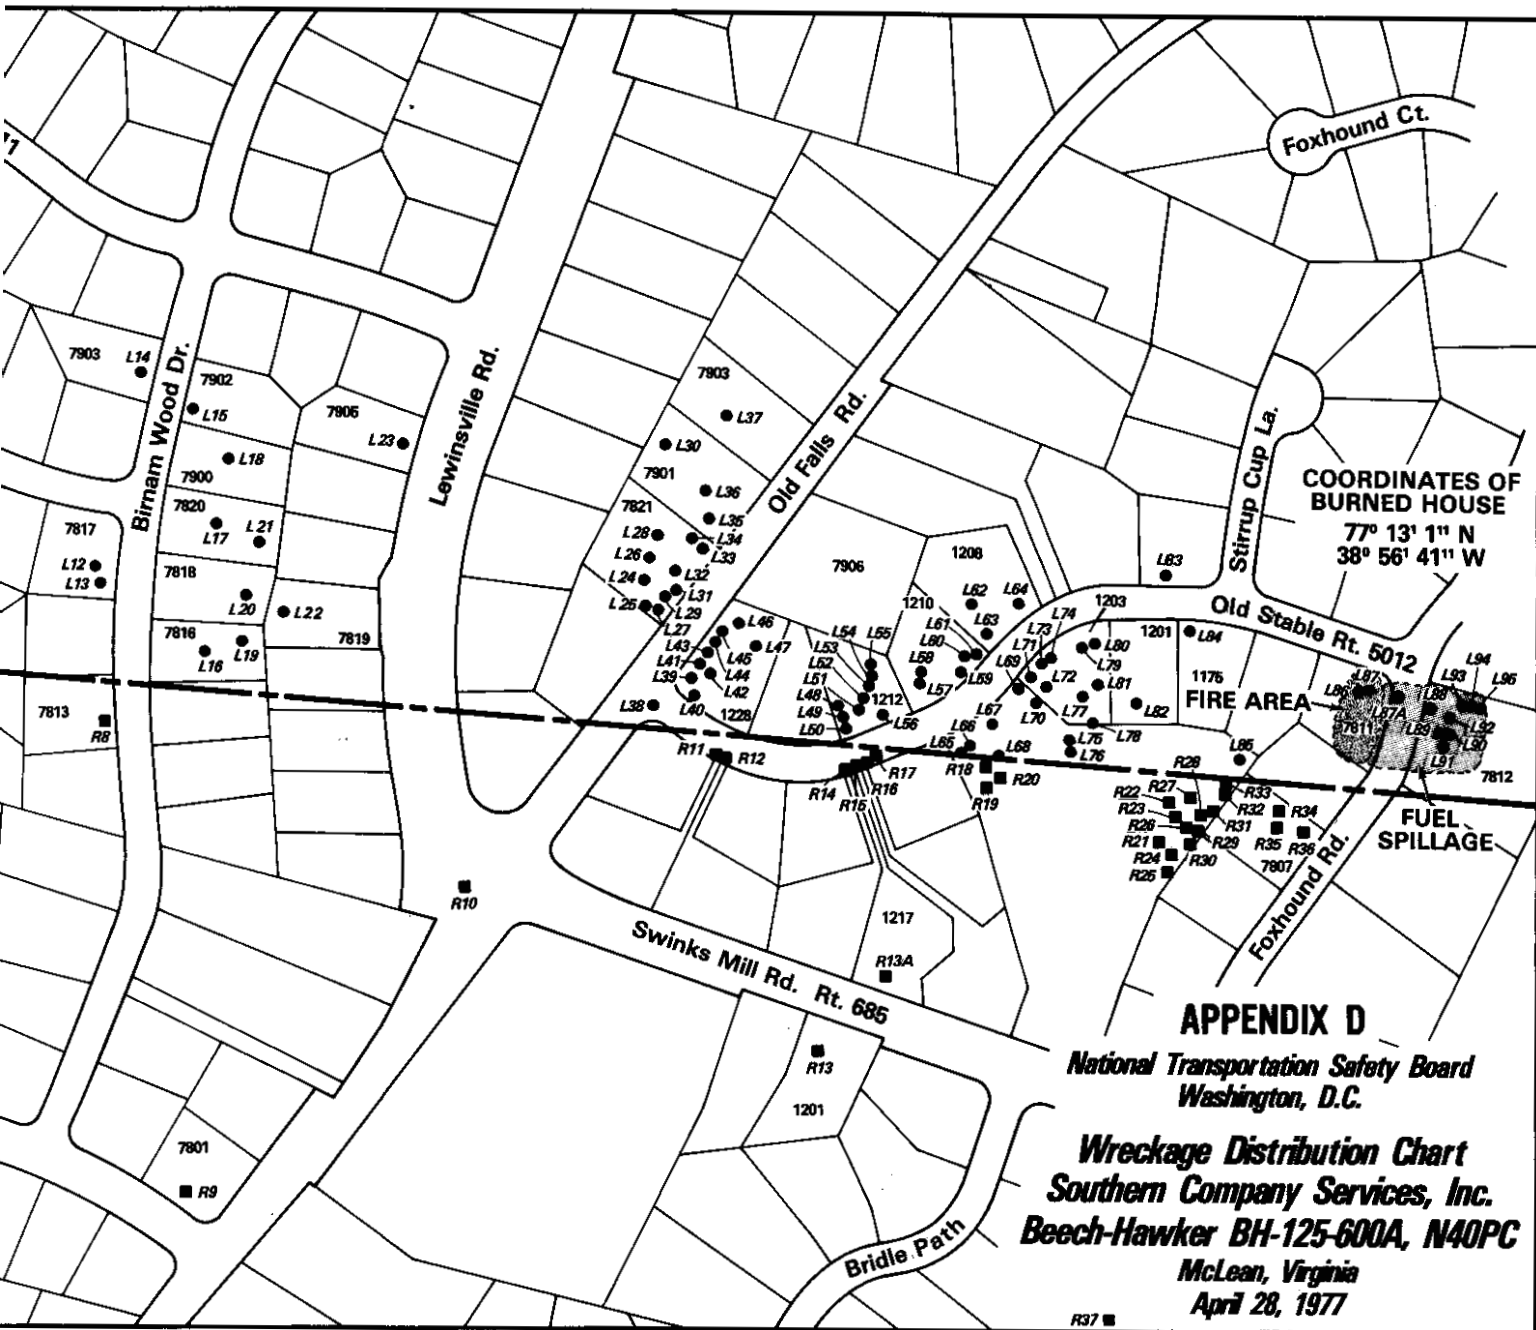 Foxhound Ct.
7903
L14
Birnam Wood Dr.
7902
L15
7905
L23
L18
7900
7820
L17
L21
7817
L12
L13
7818
L20
L22
7816
L16
L19
7819
7813
R8
Lewinsville Rd.
7903
L37
L30
7901
L36
7821
L35
L28
L34
L33
L26
L24
L32
L25
L31
L29
L27
Old Falls Rd.
L46
L43
L47
L45
L41
L44
L39
L42
L38
L40
1228
7906
L54
L55
L53
L52
L51
L48
L49
L50
1212
L56
1208
1210
L62
L64
L63
L61
L60
L58
L57
L59
L74
L73
L71
L69
L72
L70
L67
L66
L65
L68
L83
1203
L80
L79
L81
L77
L78
L75
L76
L82
1201
L84
1175
Stirrup Cup La.
COORDINATES OF
BURNED HOUSE
77° 13' 1" N
38° 56' 41" W
Old Stable Rt. 5012
FIRE AREA
L86
L87
L87A
L88
L93
L94
L95
L92
L89
L90
L91
7811
7812
L85
FUEL
SPILLAGE
R11
R12
R14
R15
R16
R17
R18
R19
R20
R28
R27
R22
R23
R26
R21
R24
R25
R33
R32
R31
R29
R30
R34
R35
R36
7807
Foxhound Rd.
R10
Swinks Mill Rd. Rt. 685
1217
R13A
R13
1201
7801
R9
Bridle Path
R37
APPENDIX D
National Transportation Safety Board
Washington, D.C.
Wreckage Distribution Chart
Southern Company Services, Inc.
Beech-Hawker BH-125-600A, N40PC
McLean, Virginia
April 28, 1977